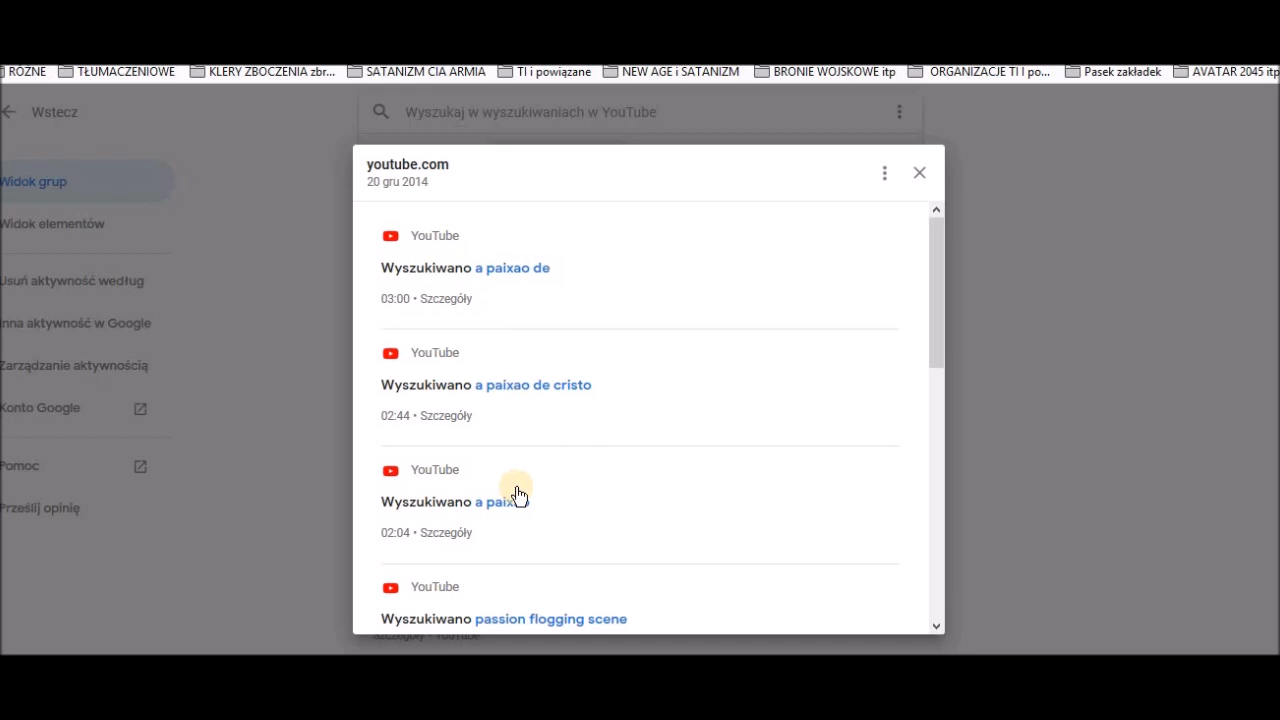 RÓŻNE TŁUMACZENIOWE KLERY ZBOCZENIA zbr... SATANIZM CIA ARMIA TI i powiązane NEW AGE i SATANIZM BRONIE WOJSKOWE itp ORGANIZACJE TI I po... Pasek zakładek AVATAR 2045 itp
Wstecz
Wyszukaj w wyszukiwaniach w YouTube
youtube.com
20 gru 2014
Widok grup
Widok elementów
Usuń aktywność według
Inna aktywność w Google
Zarządzanie aktywnością
Konto Google
Pomoc
Prześlij opinię
YouTube
Wyszukiwano a paixao de
03:00 • Szczegóły
YouTube
Wyszukiwano a paixao de cristo
02:44 • Szczegóły
YouTube
Wyszukiwano a
02:04 • Szczegóły
YouTube
Wyszukiwano passion flogging scene
Szczegóły • YouTube